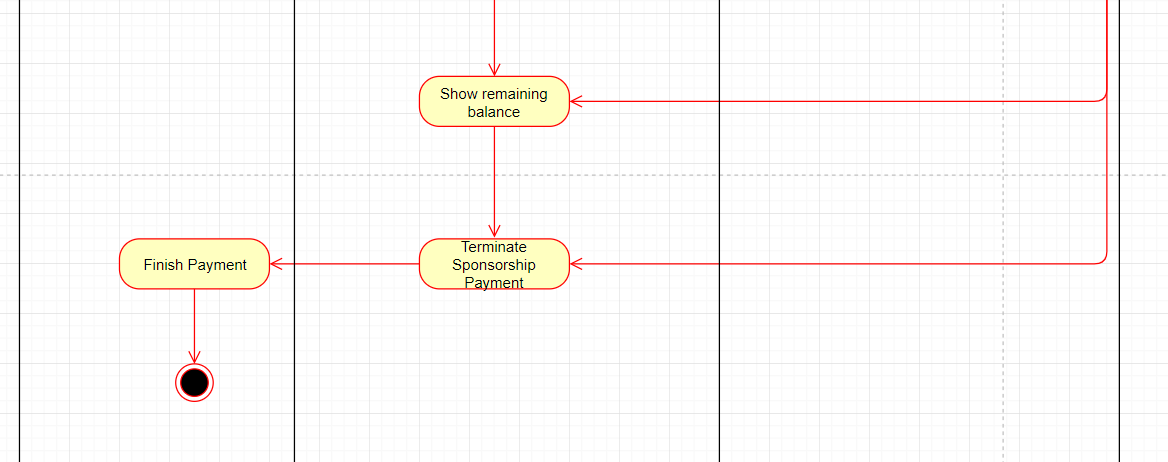 Show remaining
balance
Finish Payment
Terminate
Sponsorship
Payment